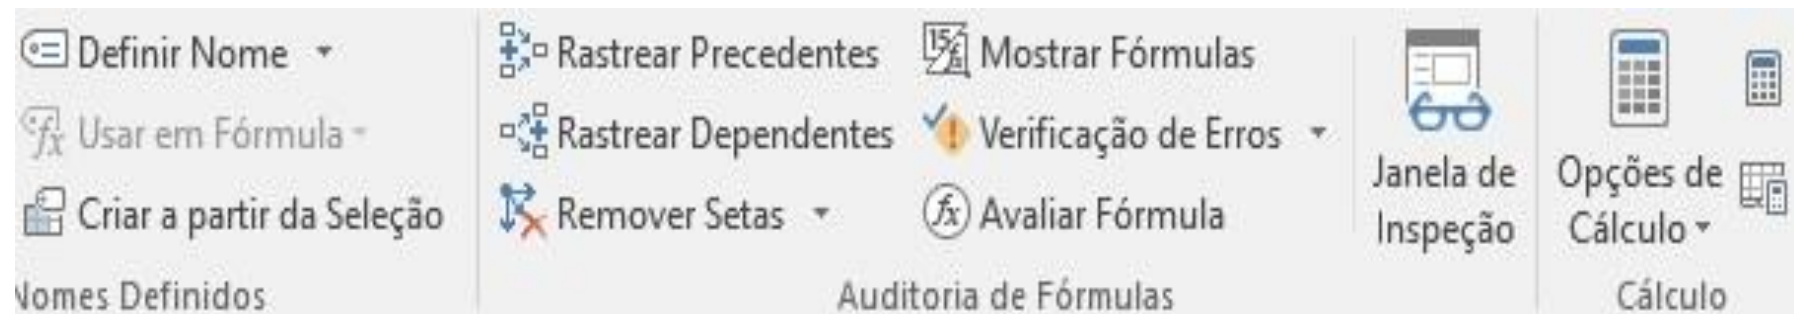 Definir Nome
Usar em Fórmula
Criar a partir da Seleção
Nomes Definidos
Rastrear Precedentes
Rastrear Dependentes
Remover Setas
Mostrar Fórmulas
Verificação de Erros
Avaliar Fórmula
Janela de
Inspeção
Auditoria de Fórmulas
Opções de
Cálculo
Cálculo